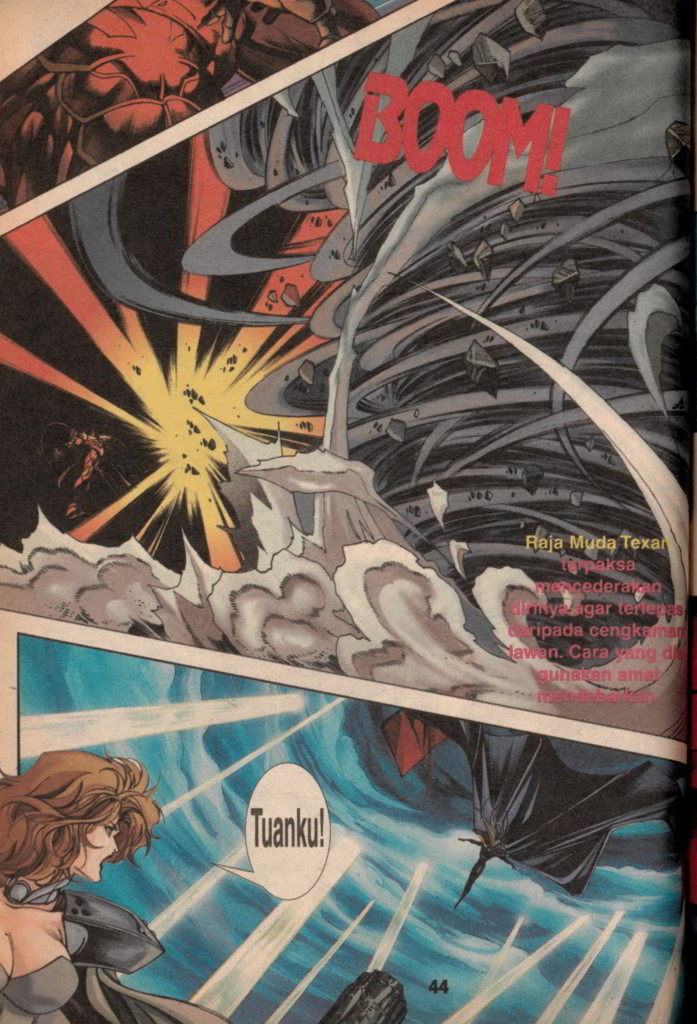 BOOM!
Raja Muda Texan
terpaksa
mencederakan
dirinya agar terlepas
daripada cengkaman
lawan. Cara yang di
gunakan amat
mendebarkan.
Tuanku!
44